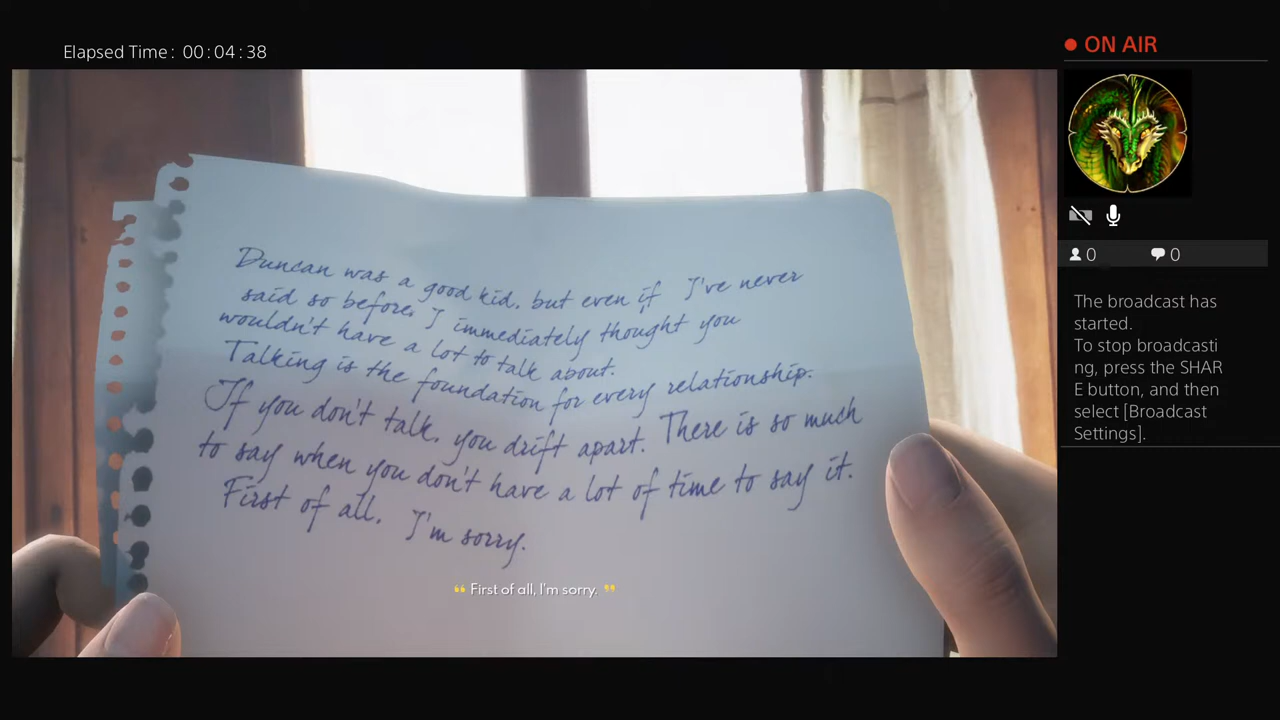 Elapsed Time: 00:04:38
ON AIR
0
0
The broadcast has
started.
To stop broadcasti
ng, press the SHAR
E button, and then
select [Broadcast
Settings].
Duncan was a good kid, but even if I've never
said so before, I immediately thought you
wouldn't have a lot to talk about.
Talking is the foundation for every relationship.
If you don't talk, you drift apart. There is so much
to say when you don't have a lot of time to say it.
First of all, I'm sorry.
“ First of all, I'm sorry. ”